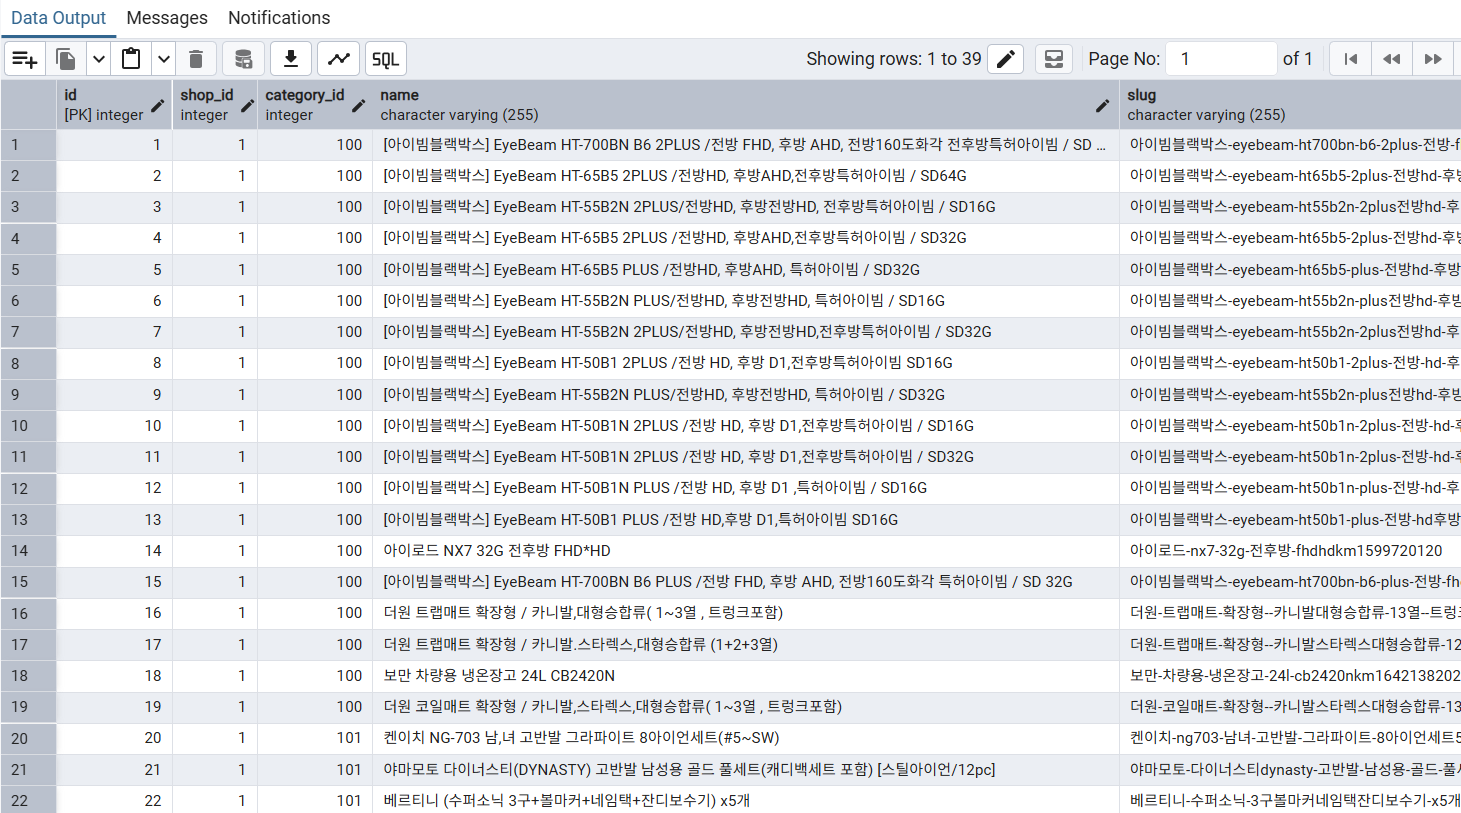 Data Output Messages Notifications
SQL Showing rows: 1 to 39 Page No: 1 of 1
id shop_id category_id name slug
[PK] integer integer integer character varying (255) character varying (255)
1 1 1 100 [아이빔블랙박스] EyeBeam HT-700BN B6 2PLUS /전방 FHD, 후방 AHD, 전방160도화각 전후방특허아이빔 / SD ... 아이빔블랙박스-eyebeam-ht700bn-b6-2plus-전방-f
2 2 1 100 [아이빔블랙박스] EyeBeam HT-65B5 2PLUS /전방HD, 후방AHD,전후방특허아이빔 / SD64G 아이빔블랙박스-eyebeam-ht65b5-2plus-전방hd-후방
3 3 1 100 [아이빔블랙박스] EyeBeam HT-55B2N 2PLUS/전방HD, 후방전방HD, 전후방특허아이빔 / SD16G 아이빔블랙박스-eyebeam-ht55b2n-2plus전방hd-후
4 4 1 100 [아이빔블랙박스] EyeBeam HT-65B5 2PLUS /전방HD, 후방AHD,전후방특허아이빔 / SD32G 아이빔블랙박스-eyebeam-ht65b5-2plus-전방hd-후방
5 5 1 100 [아이빔블랙박스] EyeBeam HT-65B5 PLUS /전방HD, 후방AHD, 특허아이빔 / SD32G 아이빔블랙박스-eyebeam-ht65b5-plus-전방hd-후방
6 6 1 100 [아이빔블랙박스] EyeBeam HT-55B2N PLUS/전방HD, 후방전방HD, 특허아이빔 / SD16G 아이빔블랙박스-eyebeam-ht55b2n-plus전방hd-후방
7 7 1 100 [아이빔블랙박스] EyeBeam HT-55B2N 2PLUS/전방HD, 후방전방HD,전후방특허아이빔 / SD32G 아이빔블랙박스-eyebeam-ht55b2n-2plus전방hd-후
8 8 1 100 [아이빔블랙박스] EyeBeam HT-50B1 2PLUS /전방 HD, 후방 D1,전후방특허아이빔 SD16G 아이빔블랙박스-eyebeam-ht50b1-2plus-전방-hd-후
9 9 1 100 [아이빔블랙박스] EyeBeam HT-55B2N PLUS/전방HD, 후방전방HD, 특허아이빔 / SD32G 아이빔블랙박스-eyebeam-ht55b2n-plus전방hd-후방
10 10 1 100 [아이빔블랙박스] EyeBeam HT-50B1N 2PLUS /전방 HD, 후방 D1,전후방특허아이빔 / SD16G 아이빔블랙박스-eyebeam-ht50b1n-2plus-전방-hd-후
11 11 1 100 [아이빔블랙박스] EyeBeam HT-50B1N 2PLUS /전방 HD, 후방 D1,전후방특허아이빔 / SD32G 아이빔블랙박스-eyebeam-ht50b1n-2plus-전방-hd-후
12 12 1 100 [아이빔블랙박스] EyeBeam HT-50B1N PLUS /전방 HD, 후방 D1 ,특허아이빔 / SD16G 아이빔블랙박스-eyebeam-ht50b1n-plus-전방-hd-후
13 13 1 100 [아이빔블랙박스] EyeBeam HT-50B1 PLUS /전방 HD,후방 D1,특허아이빔 SD16G 아이빔블랙박스-eyebeam-ht50b1-plus-전방-hd후방
14 14 1 100 아이로드 NX7 32G 전후방 FHD*HD 아이로드-nx7-32g-전후방-fhdhdkm1599720120
15 15 1 100 [아이빔블랙박스] EyeBeam HT-700BN B6 PLUS /전방 FHD, 후방 AHD, 전방160도화각 특허아이빔 / SD 32G 아이빔블랙박스-eyebeam-ht700bn-b6-plus-전방-fh
16 16 1 100 더원 트랩매트 확장형 / 카니발,대형승합류( 1~3열 , 트렁크포함) 더원-트랩매트-확장형--카니발대형승합류-13열--트렁크
17 17 1 100 더원 트랩매트 확장형 / 카니발.스타렉스,대형승합류 (1+2+3열) 더원-트랩매트-확장형--카니발스타렉스대형승합류-12
18 18 1 100 보만 차량용 냉온장고 24L CB2420N 보만-차량용-냉온장고-24l-cb2420nkm1642138202
19 19 1 100 더원 코일매트 확장형 / 카니발,스타렉스,대형승합류( 1~3열 , 트렁크포함) 더원-코일매트-확장형--카니발스타렉스대형승합류-13
20 20 1 101 켄이치 NG-703 남,녀 고반발 그라파이트 8아이언세트(#5~SW) 켄이치-ng703-남녀-고반발-그라파이트-8아이언세트5
21 21 1 101 야마모토 다이너스티(DYNASTY) 고반발 남성용 골드 풀세트(캐디백세트 포함) [스틸아이언/12pc] 야마모토-다이너스티dynasty-고반발-남성용-골드-풀세
22 22 1 101 베르티니 (수퍼소닉 3구+볼마커+네임택+잔디보수기) x5개 베르티니-수퍼소닉-3구볼마커네임택잔디보수기-x5개